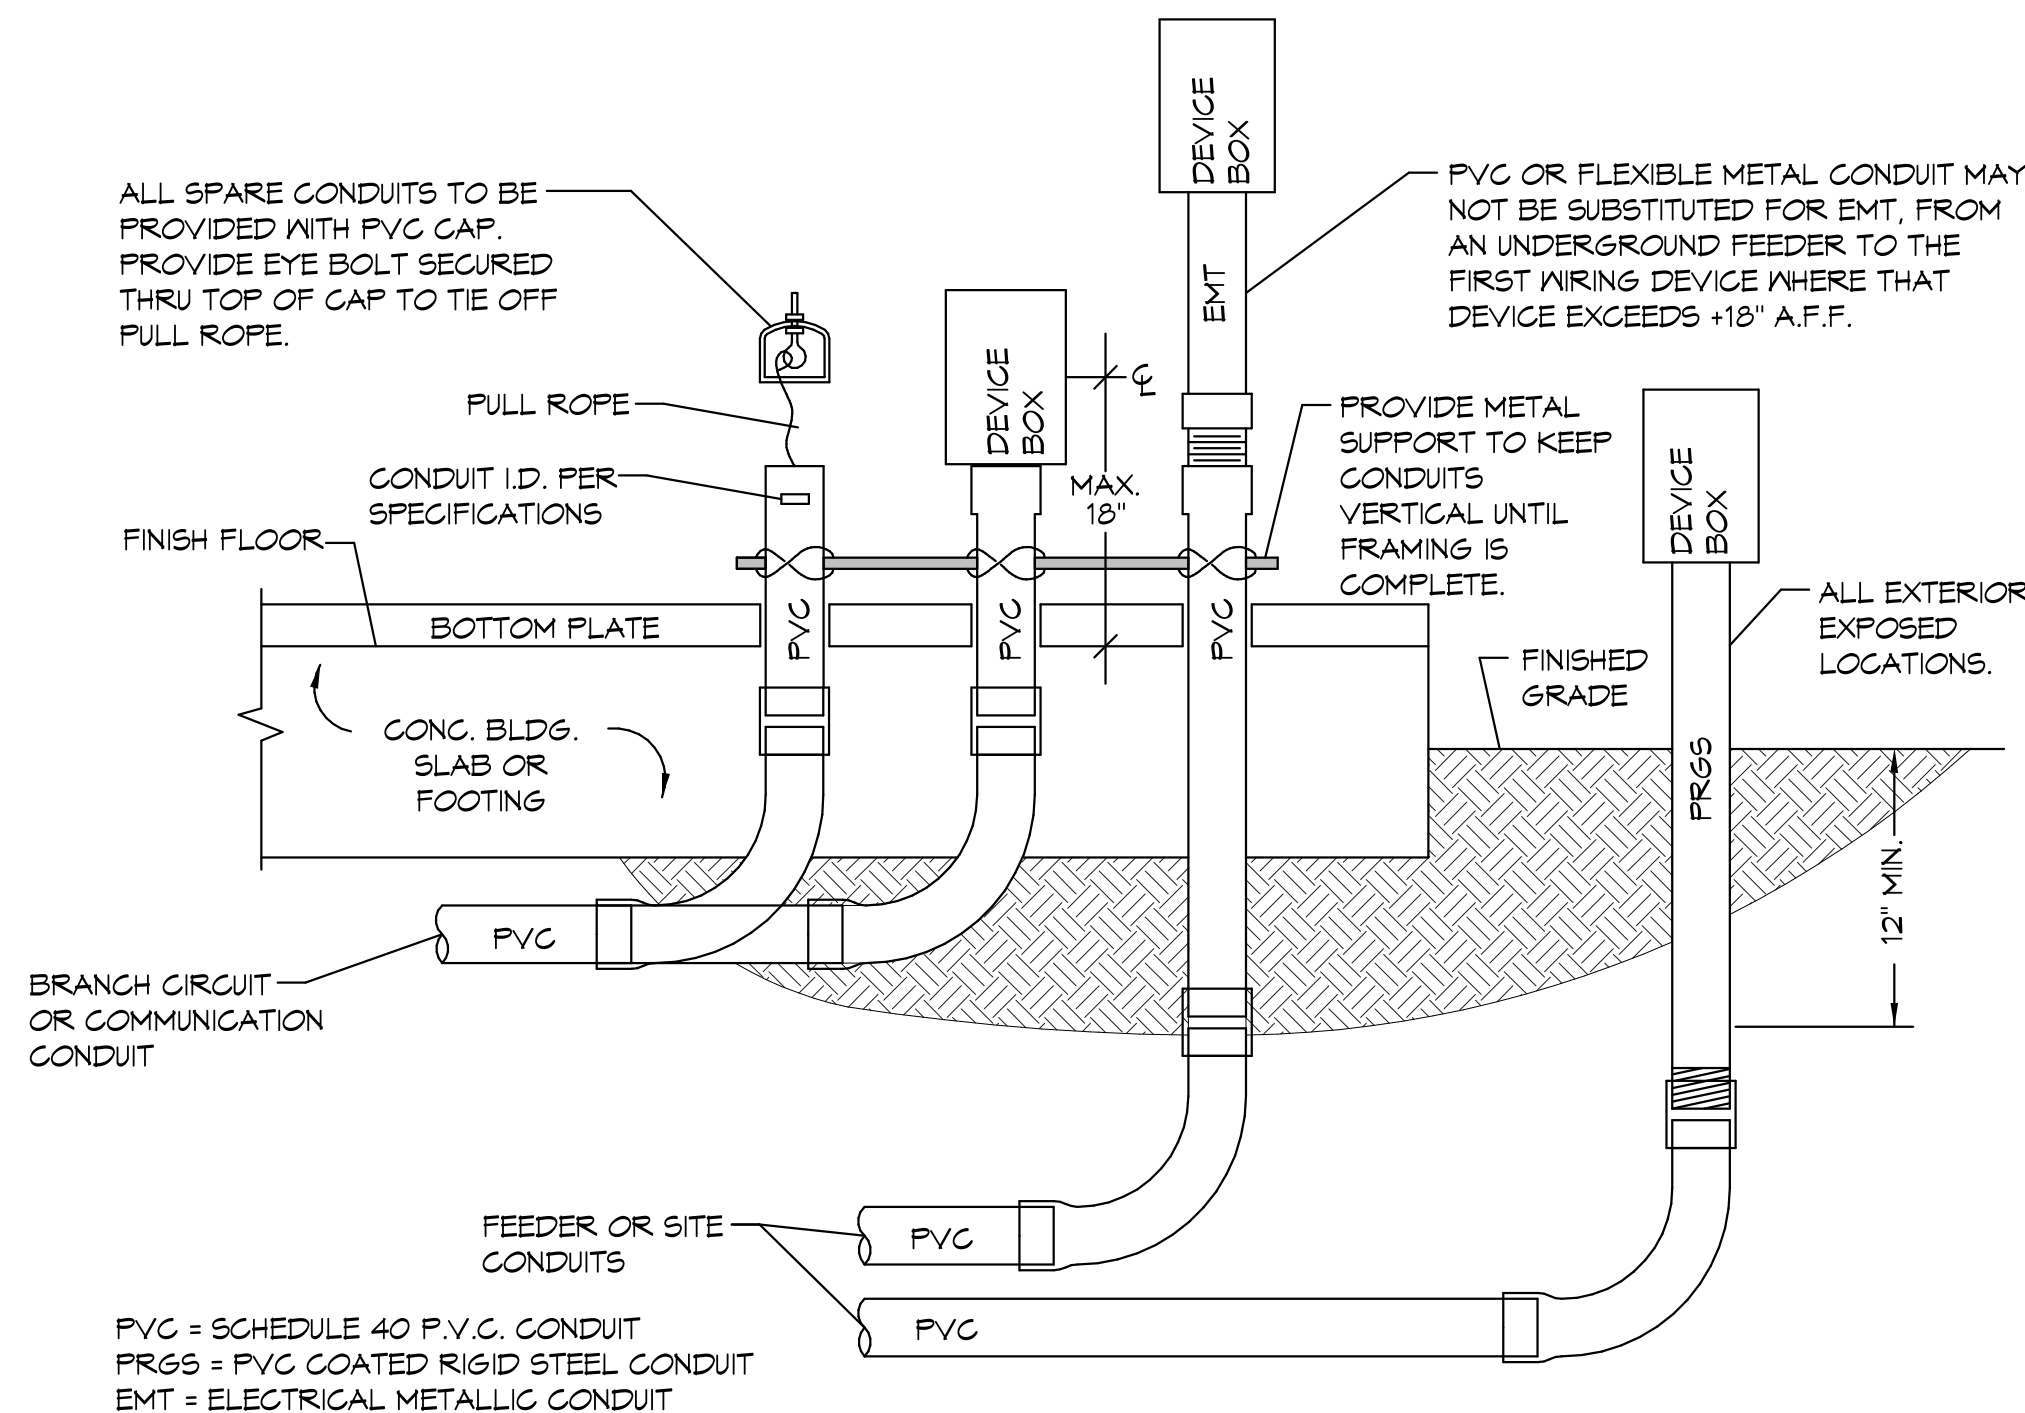 DEVICE
BOX
ALL SPARE CONDUITS TO BE
PROVIDED WITH PVC CAP.
PROVIDE EYE BOLT SECURED
THRU TOP OF CAP TO TIE OFF
PULL ROPE.
PVC OR FLEXIBLE METAL CONDUIT MAY
NOT BE SUBSTITUTED FOR EMT, FROM
AN UNDERGROUND FEEDER TO THE
FIRST WIRING DEVICE WHERE THAT
DEVICE EXCEEDS +18" A.F.F.
EMT
PULL ROPE
DEVICE
BOX
℄
PROVIDE METAL
SUPPORT TO KEEP
CONDUITS
VERTICAL UNTIL
FRAMING IS
COMPLETE.
DEVICE
BOX
CONDUIT I.D. PER
SPECIFICATIONS
MAX.
18"
FINISH FLOOR
BOTTOM PLATE
PVC
PVC
PVC
ALL EXTERIOR
EXPOSED
LOCATIONS.
FINISHED
GRADE
CONC. BLDG.
SLAB OR
FOOTING
PRGS
12" MIN.
PVC
BRANCH CIRCUIT
OR COMMUNICATION
CONDUIT
FEEDER OR SITE
CONDUITS
PVC
PVC
PVC = SCHEDULE 40 P.V.C. CONDUIT
PRGS = PVC COATED RIGID STEEL CONDUIT
EMT = ELECTRICAL METALLIC CONDUIT